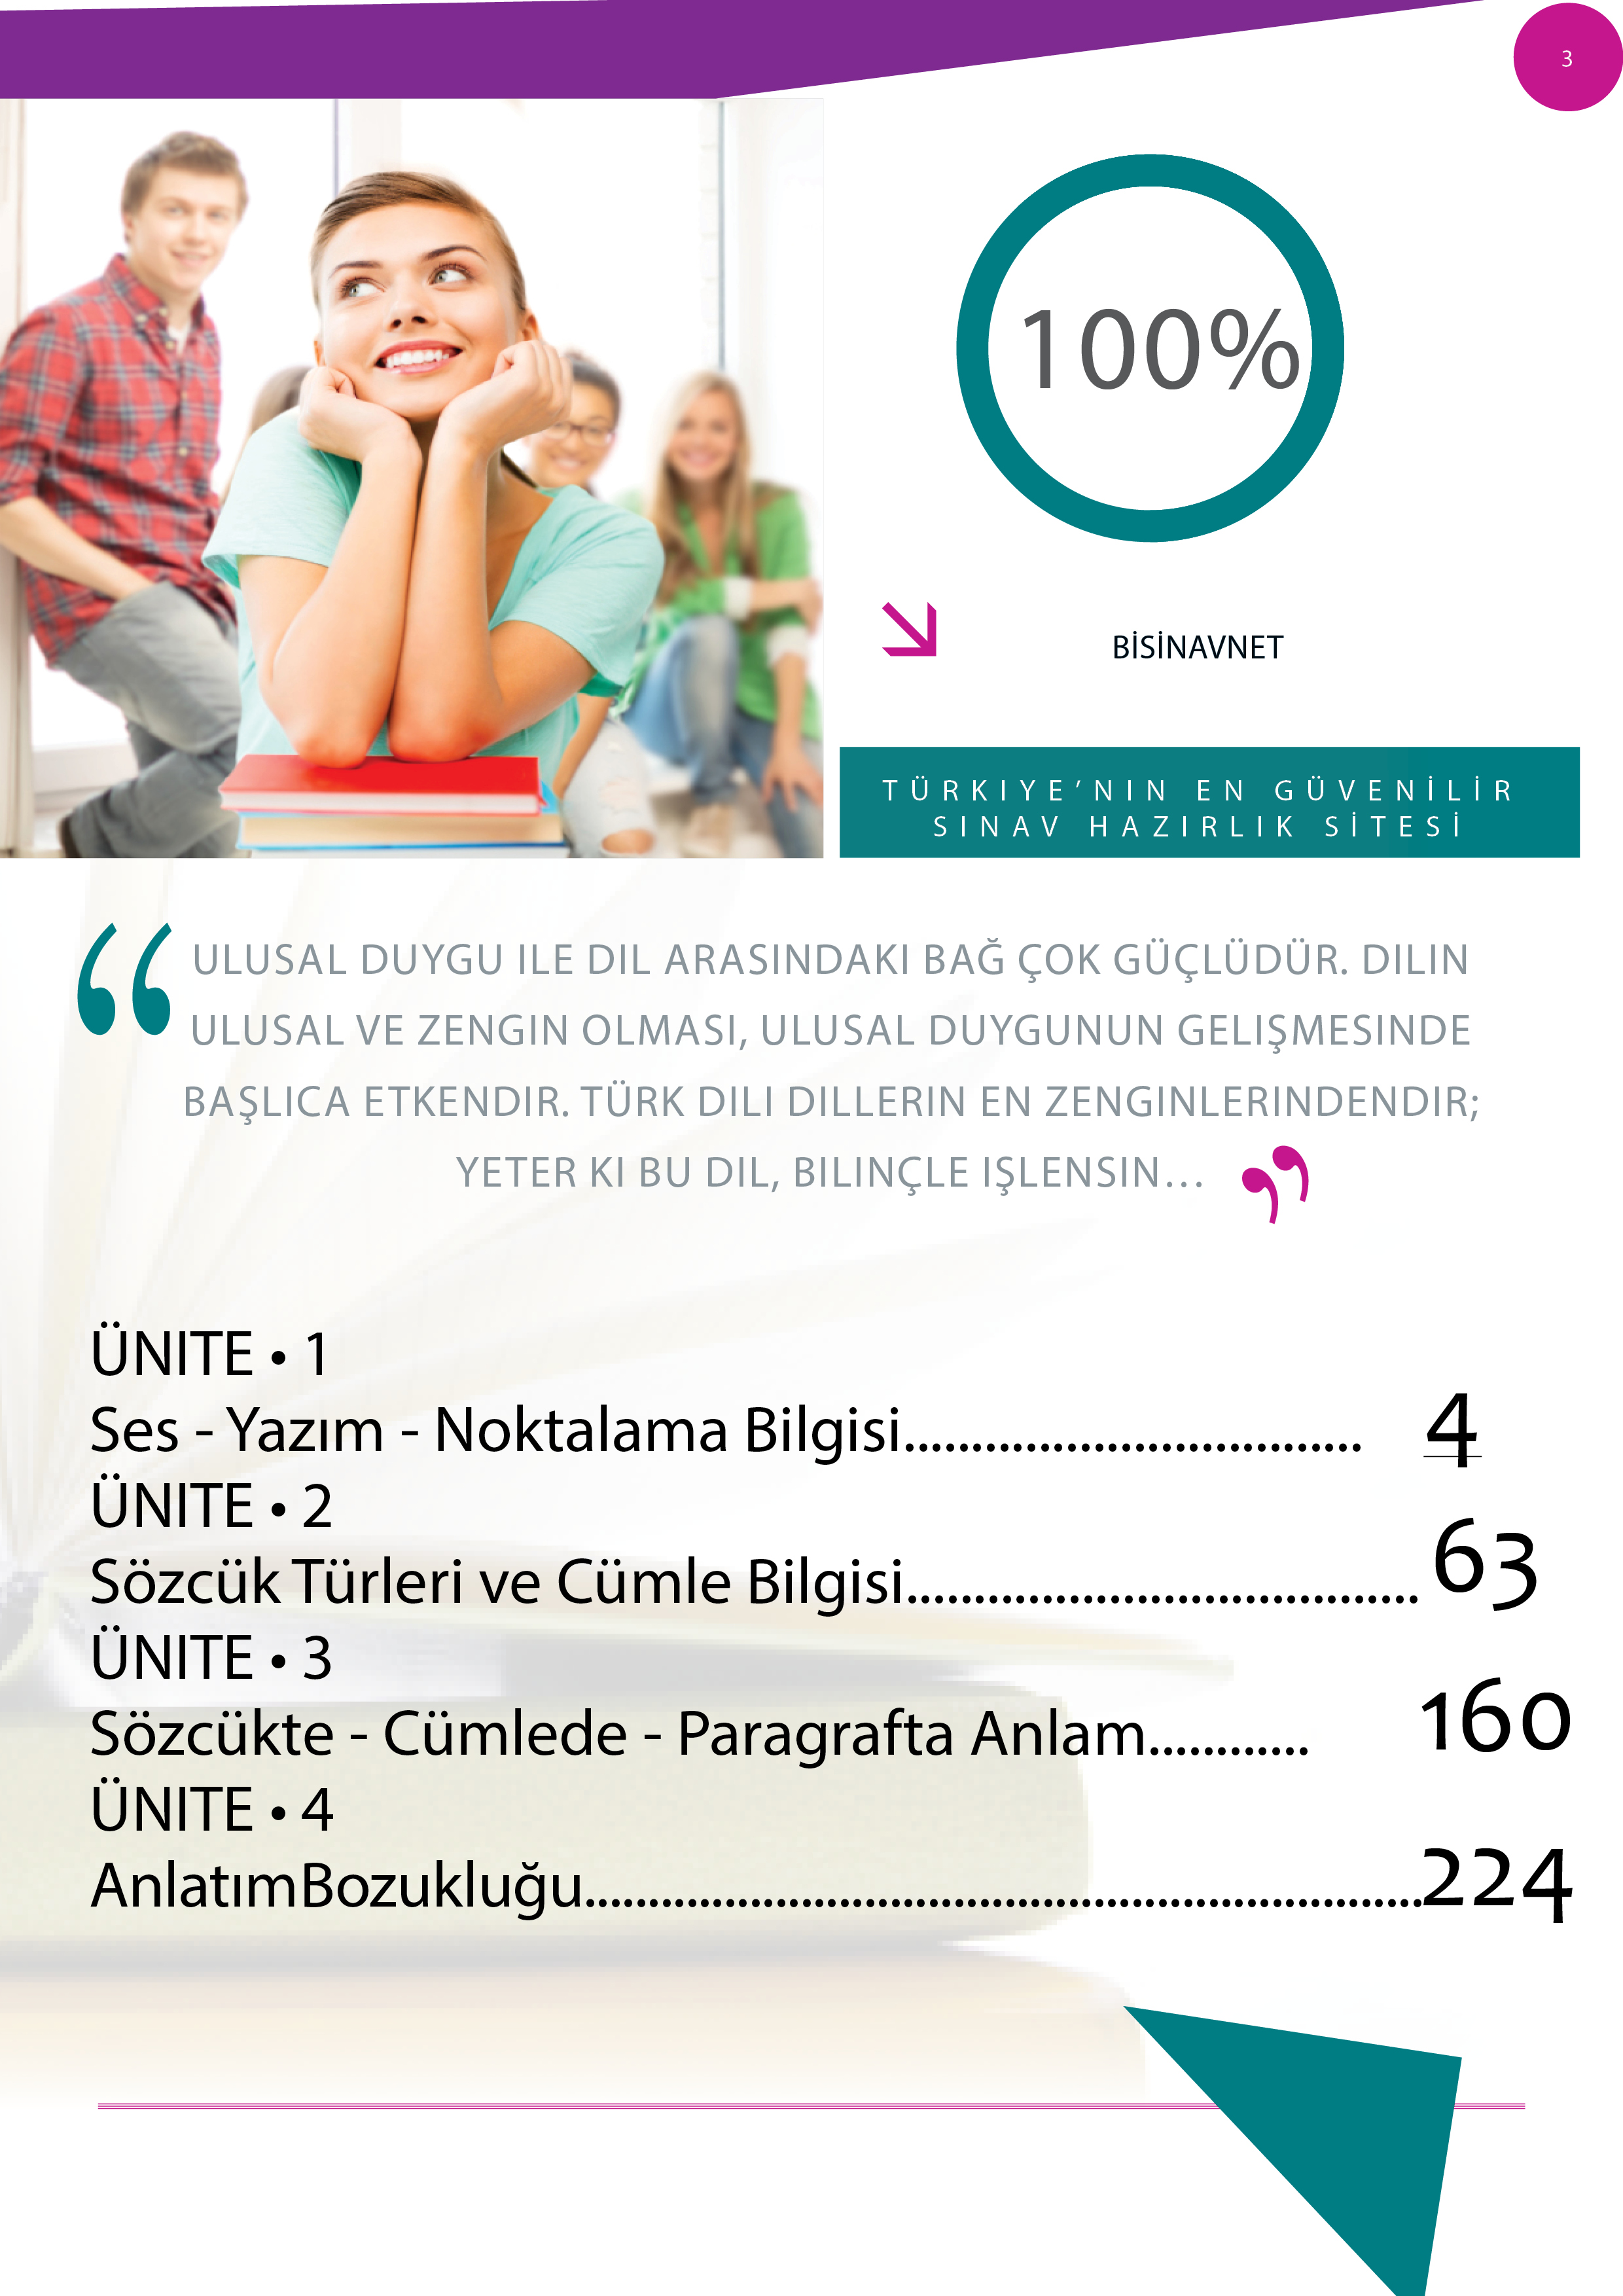 3
100%
BİSİNAVNET
TÜRKIYE’NIN EN GÜVENİLİR
SINAV HAZIRLIK SİTESİ
“ULUSAL DUYGU ILE DIL ARASINDAKI BAĞ ÇOK GÜÇLÜDÜR. DILIN
ULUSAL VE ZENGIN OLMASI, ULUSAL DUYGUNUN GELIŞMESINDE
BAŞLICA ETKENDIR. TÜRK DILI DILLERIN EN ZENGINLERINDENDIR;
YETER KI BU DIL, BILINÇLE IŞLENSIN…”
ÜNITE • 1
Ses - Yazım - Noktalama Bilgisi.................................. 4
ÜNITE • 2
Sözcük Türleri ve Cümle Bilgisi...................................... 63
ÜNITE • 3
Sözcükte - Cümlede - Paragrafta Anlam............ 160
ÜNITE • 4
AnlatımBozukluğu..................................................................224